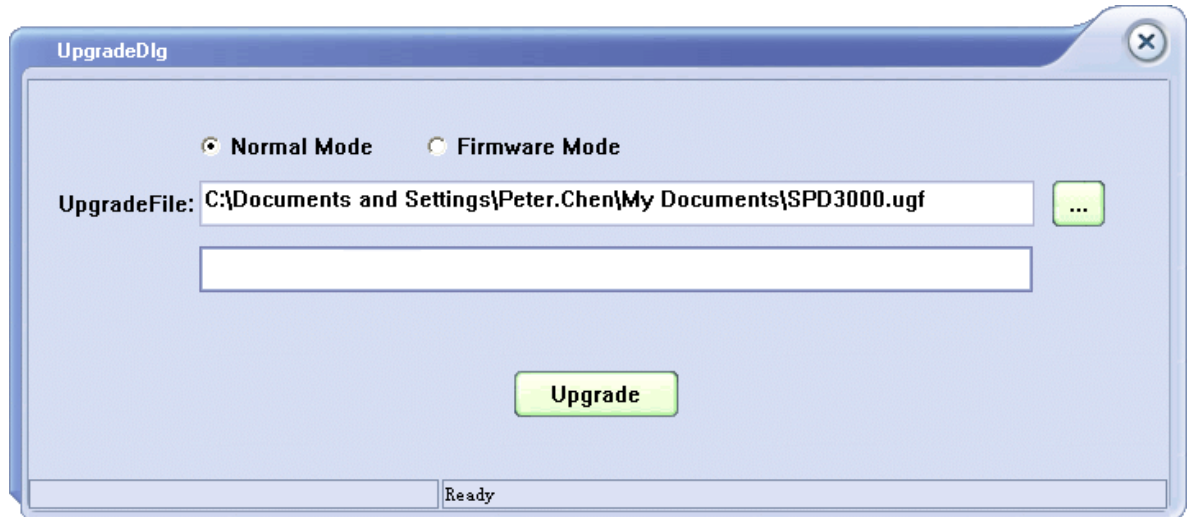 UpgradeDlg
Normal Mode Firmware Mode
UpgradeFile: C:\Documents and Settings\Peter.Chen\My Documents\SPD3000.ugf ...
Upgrade
Ready